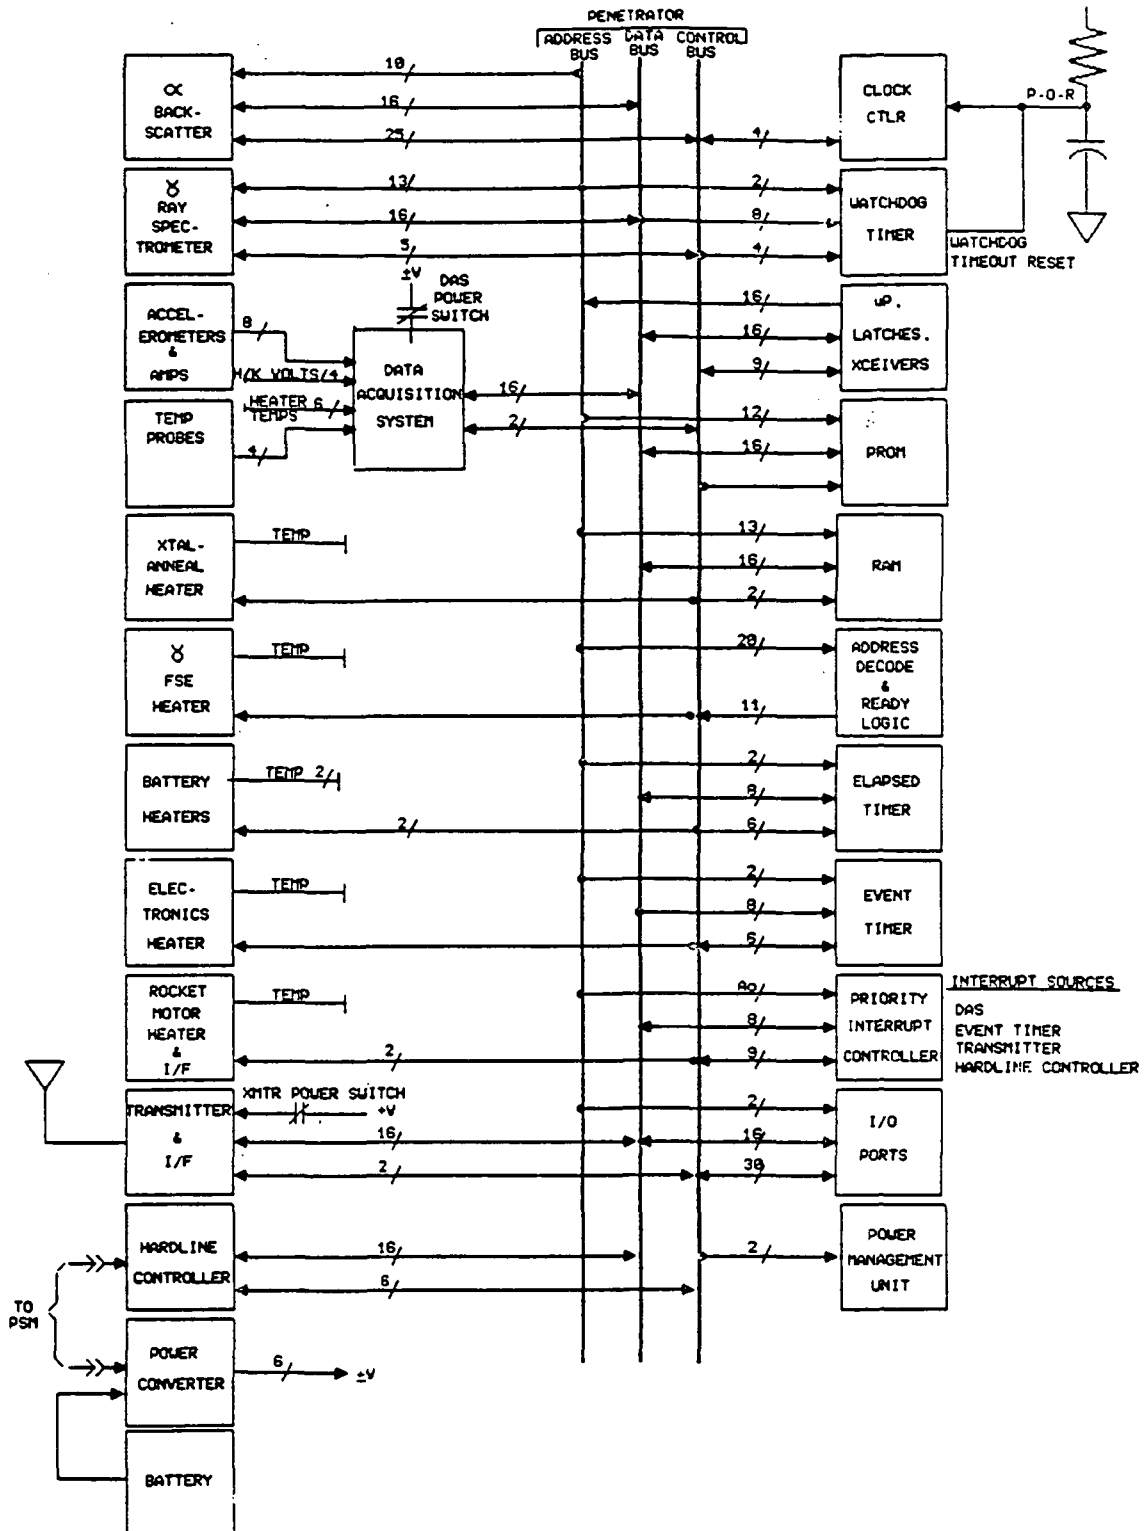 PENETRATOR
ADDRESS DATA CONTROL
BUS BUS BUS
∝
BACK-
SCATTER
10/
16/
25/
4/
CLOCK
CTLR
P-O-R
♉
RAY
SPEC-
TROMETER
13/
16/
5/
2/
8/
4/
WATCHDOG
TIMER
WATCHDOG
TIMEOUT RESET
±V
DAS
POWER
SWITCH
ACCEL-
EROMETERS
&
AMPS
8/
H/K VOLTS/4
HEATER 6/
TEMPS
DATA
ACQUISITION
SYSTEM
16/
2/
16/
16/
9/
uP.
LATCHES.
XCEIVERS
TEMP
PROBES
4/
12/
16/
PROM
XTAL-
ANNEAL
HEATER
TEMP
13/
16/
2/
RAM
♉
FSE
HEATER
TEMP
20/
11/
ADDRESS
DECODE
&
READY
LOGIC
BATTERY
HEATERS
TEMP 2/
2/
2/
8/
6/
ELAPSED
TIMER
ELEC-
TRONICS
HEATER
TEMP
2/
8/
6/
EVENT
TIMER
ROCKET
MOTOR
HEATER
&
I/F
TEMP
2/
Ao/
8/
9/
PRIORITY
INTERRUPT
CONTROLLER
INTERRUPT SOURCES
DAS
EVENT TIMER
TRANSMITTER
HARDLINE CONTROLLER
TRANSMITTER
&
I/F
XMTR POWER SWITCH
+V
16/
2/
2/
16/
30/
I/O
PORTS
HARDLINE
CONTROLLER
16/
6/
2/
POWER
MANAGEMENT
UNIT
TO
PSM
POWER
CONVERTER
6/
±V
BATTERY